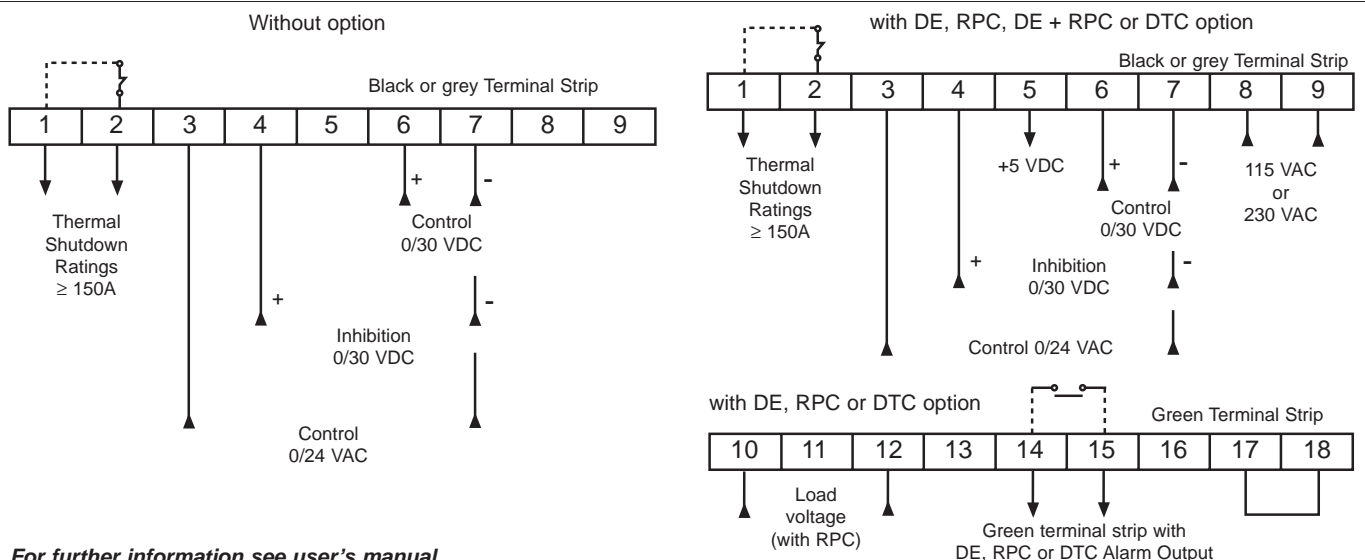 Without option
Black or grey Terminal Strip
1 2 3 4 5 6 7 8 9
Thermal
Shutdown
Ratings
≥ 150A
+ -
Control
0/30 VDC
+ -
Inhibition
0/30 VDC
Control
0/24 VAC
For further information see user's manual
with DE, RPC, DE + RPC or DTC option
Black or grey Terminal Strip
1 2 3 4 5 6 7 8 9
Thermal
Shutdown
Ratings
≥ 150A
+5 VDC
+ -
Control
0/30 VDC
115 VAC
or
230 VAC
+ -
Inhibition
0/30 VDC
Control 0/24 VAC
with DE, RPC or DTC option
Green Terminal Strip
10 11 12 13 14 15 16 17 18
Load
voltage
(with RPC)
Green terminal strip with
DE, RPC or DTC Alarm Output